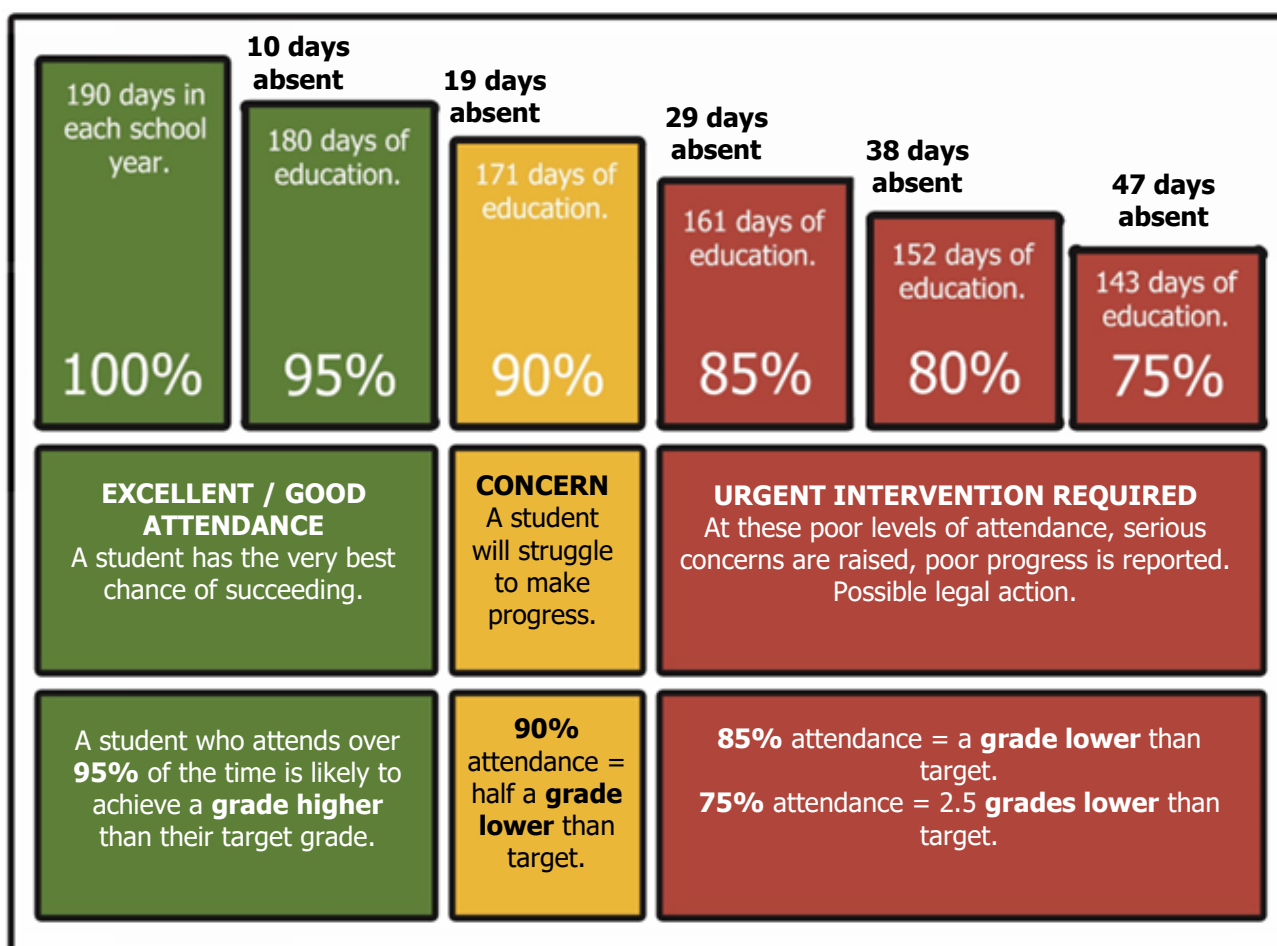 190 days in
each school
year.
100%
10 days
absent
180 days of
education.
95%
19 days
absent
171 days of
education.
90%
29 days
absent
161 days of
education.
85%
38 days
absent
152 days of
education.
80%
47 days
absent
143 days of
education.
75%
EXCELLENT / GOOD
ATTENDANCE
A student has the very best
chance of succeeding.
CONCERN
A student
will struggle
to make
progress.
URGENT INTERVENTION REQUIRED
At these poor levels of attendance, serious
concerns are raised, poor progress is reported.
Possible legal action.
A student who attends over
95% of the time is likely to
achieve a grade higher
than their target grade.
90%
attendance =
half a grade
lower than
target.
85% attendance = a grade lower than
target.
75% attendance = 2.5 grades lower than
target.